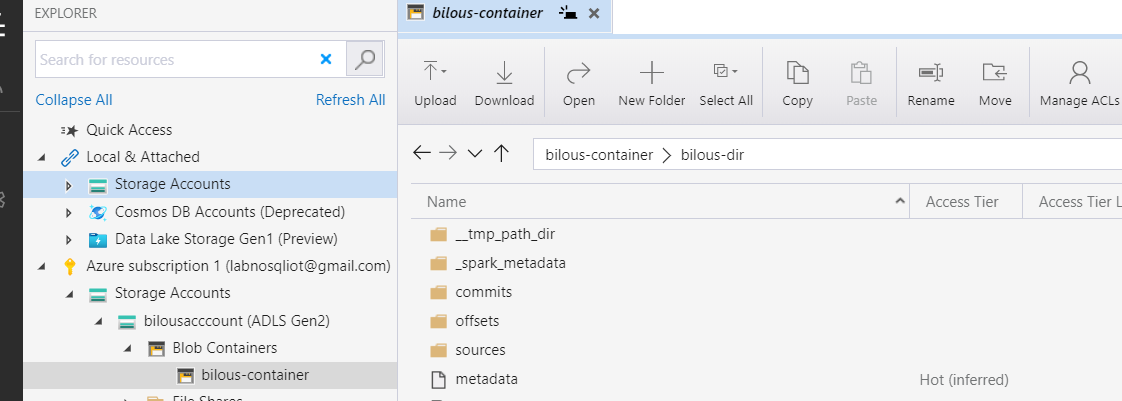 EXPLORER
Search for resources
Collapse All Refresh All
Quick Access
Local & Attached
Storage Accounts
Cosmos DB Accounts (Deprecated)
Data Lake Storage Gen1 (Preview)
Azure subscription 1 (labnosqliot@gmail.com)
Storage Accounts
bilousacccount (ADLS Gen2)
Blob Containers
bilous-container
File Shares
bilous-container
Upload Download Open New Folder Select All Copy Paste Rename Move Manage ACLs
bilous-container bilous-dir
Name Access Tier Access Tier L
__tmp_path_dir
_spark_metadata
commits
offsets
sources
metadata Hot (inferred)